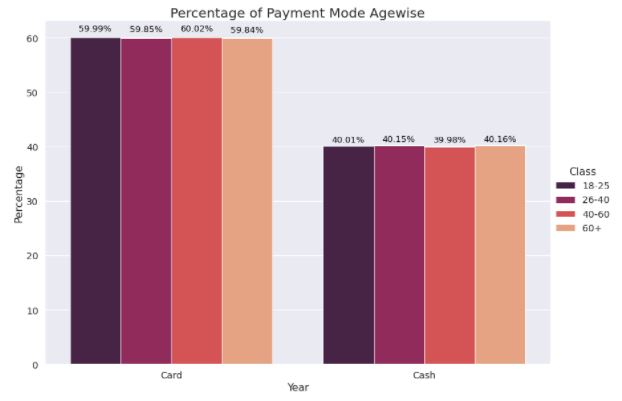 Percentage of Payment Mode Agewise
59.99% 59.85% 60.02% 59.84%
40.01% 40.15% 39.98% 40.16%
60
50
40
30
20
10
0
Percentage
Card Cash
Year
Class
18-25
26-40
40-60
60+